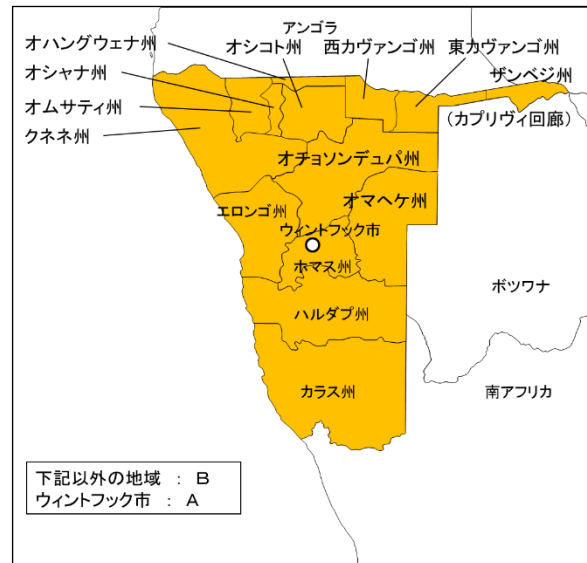 アンゴラ
オハングウェナ州
オシコト州
西カヴァンゴ州
東カヴァンゴ州
オシャナ州
ザンベジ州
オムサティ州
(カプリヴィ回廊)
クネネ州
オチョソンデュパ州
オマヘケ州
エロンゴ州
ウィントフック市
ホマス州
ボツワナ
ハルダプ州
カラス州
南アフリカ
下記以外の地域 : B
ウィントフック市 : A